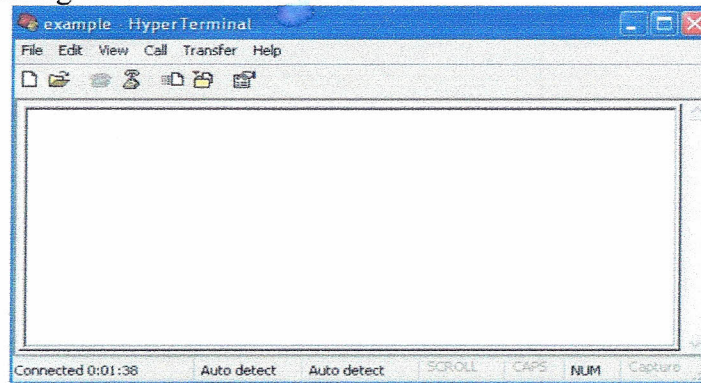 example - HyperTerminal
File Edit View Call Transfer Help
Connected 0:01:38 Auto detect Auto detect SCROLL CAPS NUM Capture